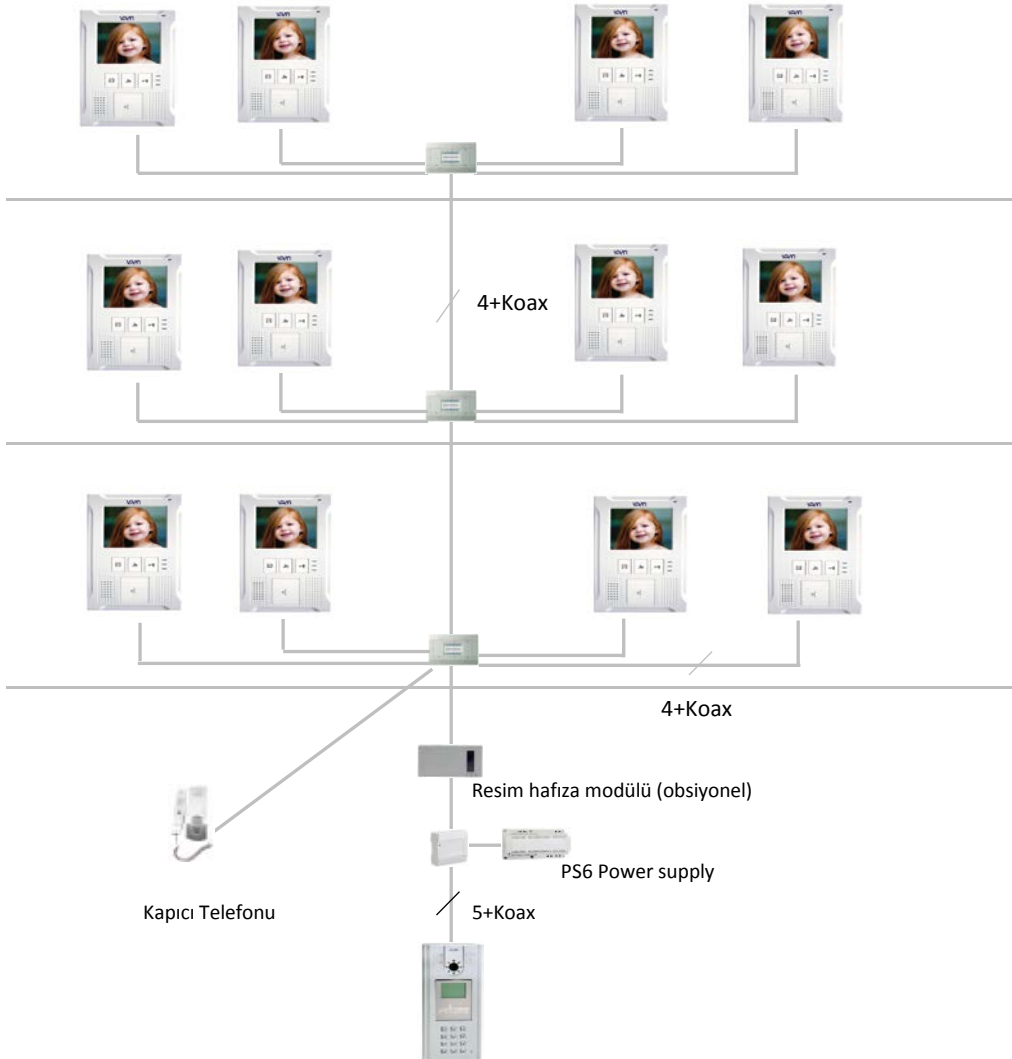 4+Koax
4+Koax
Resim hafıza modülü (obsiyonel)
PS6 Power supply
Kapıcı Telefonu
5+Koax